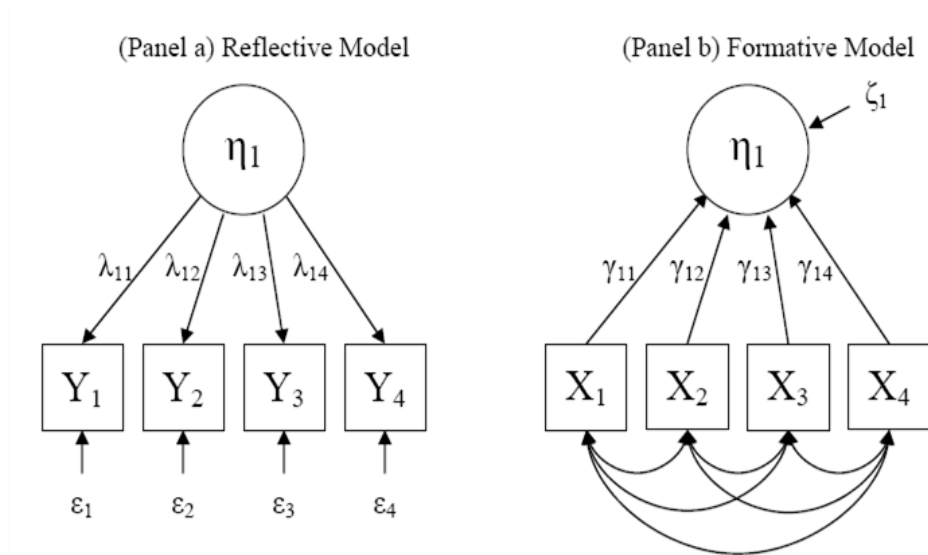 (Panel a) Reflective Model
η₁
λ₁₁ λ₁₂ λ₁₃ λ₁₄
Y₁ Y₂ Y₃ Y₄
ε₁ ε₂ ε₃ ε₄
(Panel b) Formative Model
ζ₁
η₁
γ₁₁ γ₁₂ γ₁₃ γ₁₄
X₁ X₂ X₃ X₄